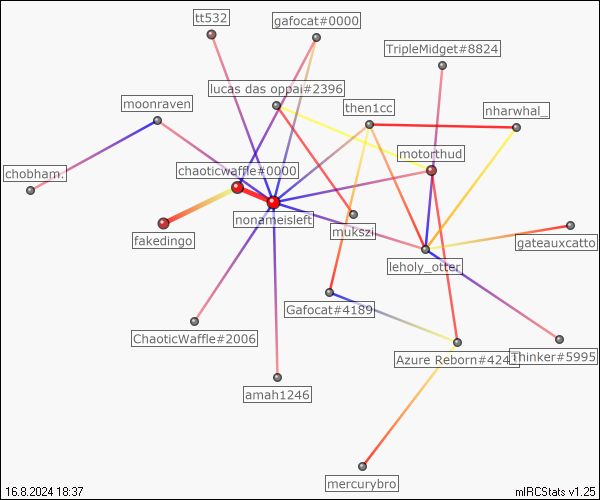 tt532
gafocat#0000
TripleMidget#8824
lucas das oppai#2396
moonraven
then1cc
nharwhal_
motorthud
chobham.
chaoticwaffle#0000
nonameisleft
mukszi
fakedingo
gateauxcatto
leholy_otter
Gafocat#4189
ChaoticWaffle#2006
Azure Reborn#424
Thinker#5995
amah1246
mercurybro
16.8.2024 18:37
mIRCStats v1.25